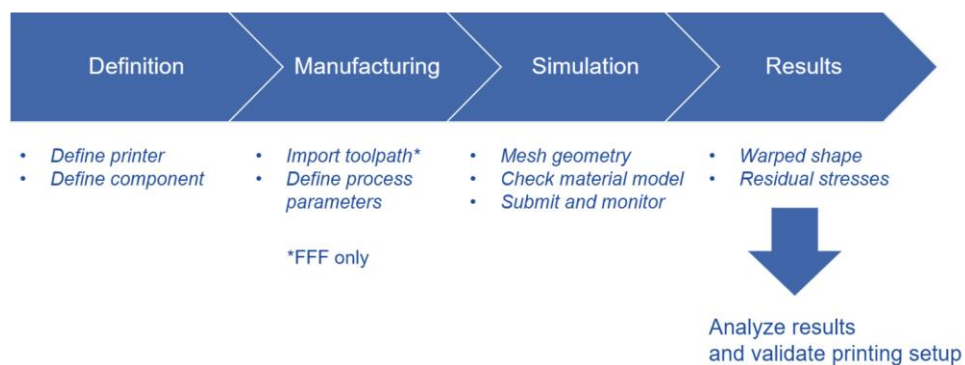 Definition
Manufacturing
Simulation
Results
• Define printer
• Define component
• Import toolpath*
• Define process
parameters
*FFF only
• Mesh geometry
• Check material model
• Submit and monitor
• Warped shape
• Residual stresses
Analyze results
and validate printing setup